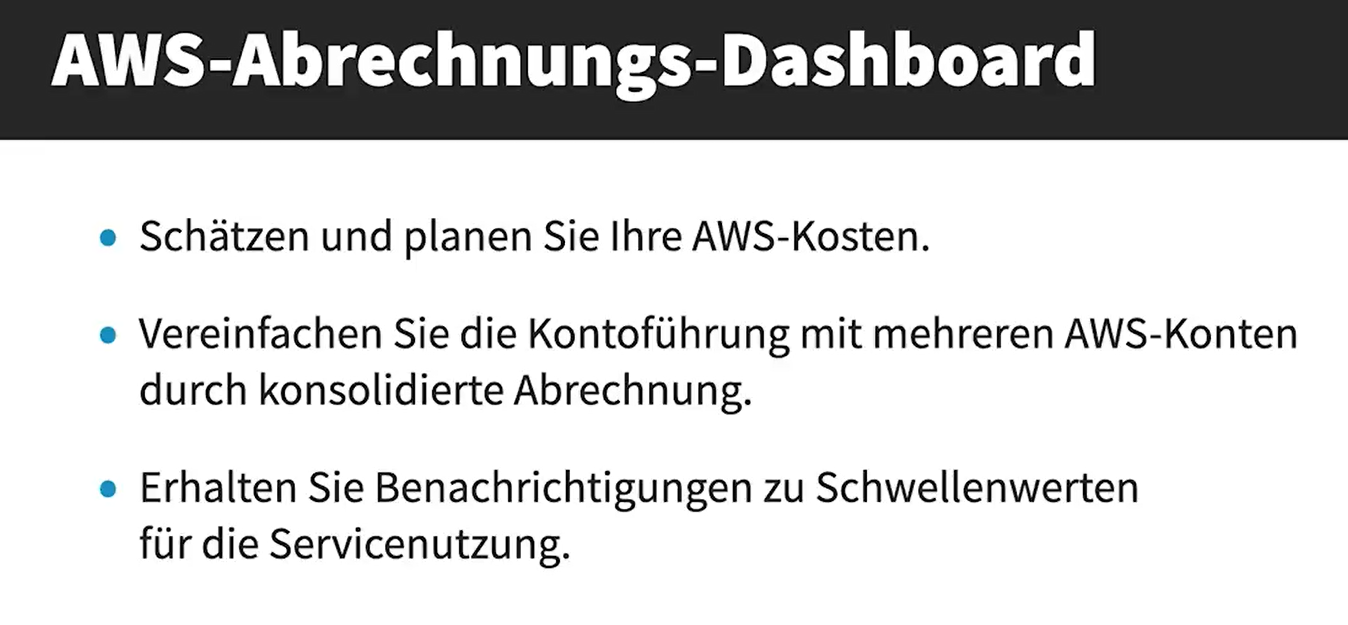 AWS-Abrechnungs-Dashboard
• Schätzen und planen Sie Ihre AWS-Kosten.
• Vereinfachen Sie die Kontoführung mit mehreren AWS-Konten
durch konsolidierte Abrechnung.
• Erhalten Sie Benachrichtigungen zu Schwellenwerten
für die Servicenutzung.